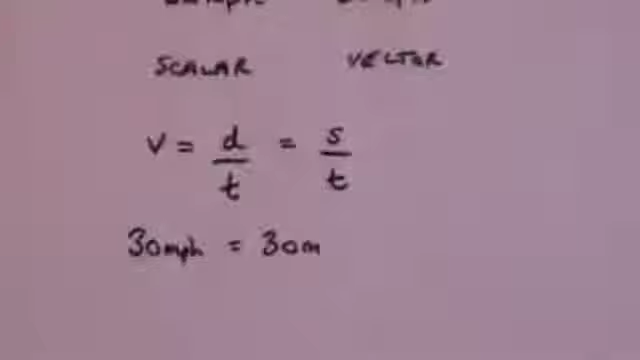 SCALAR VECTOR
V = d/t = s/t
30mph = 30m